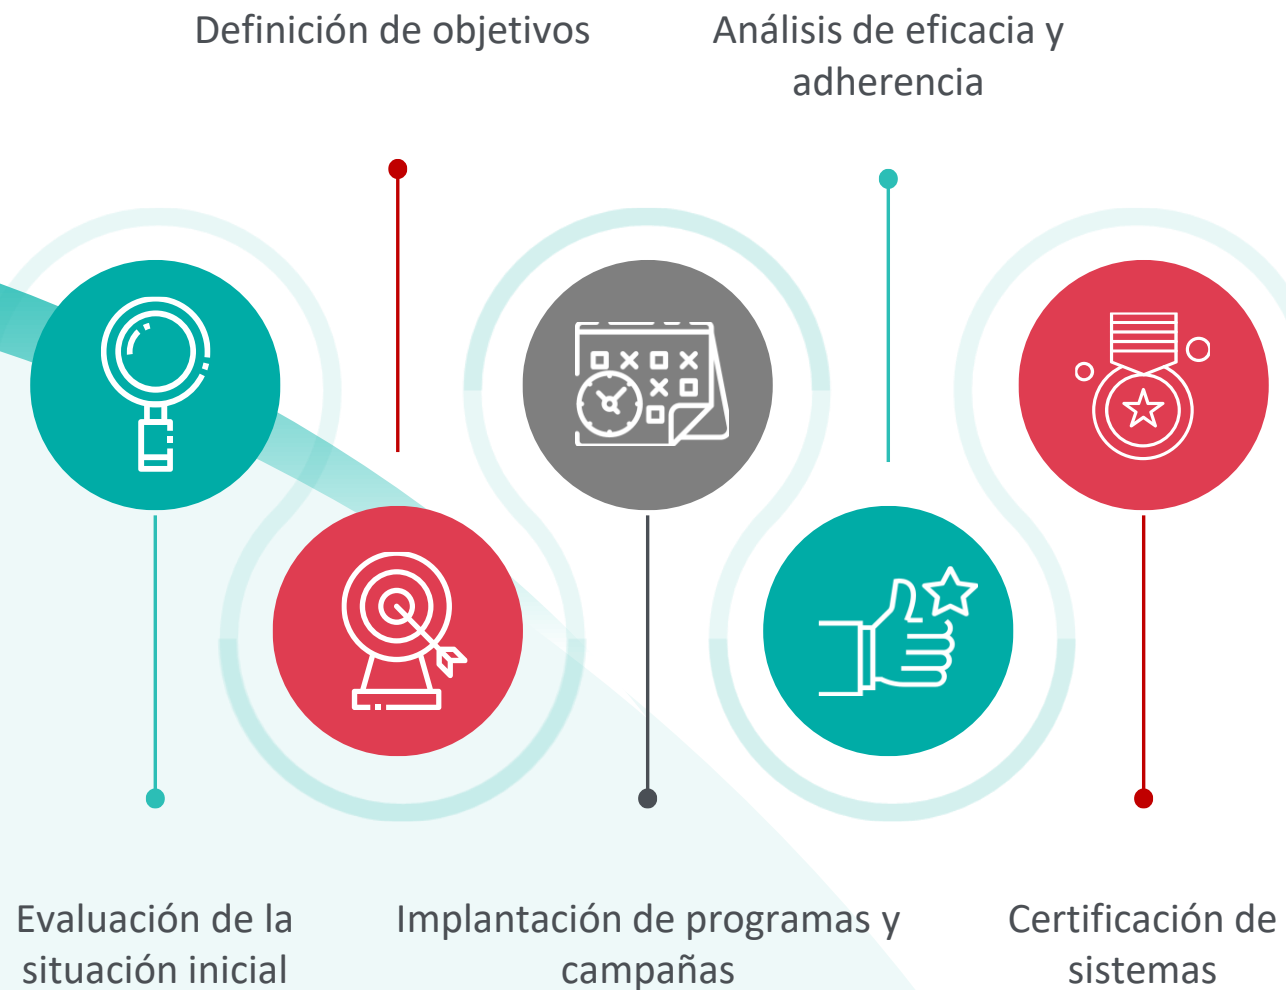 Definición de objetivos
Análisis de eficacia y
adherencia
Evaluación de la
situación inicial
Implantación de programas y
campañas
Certificación de
sistemas